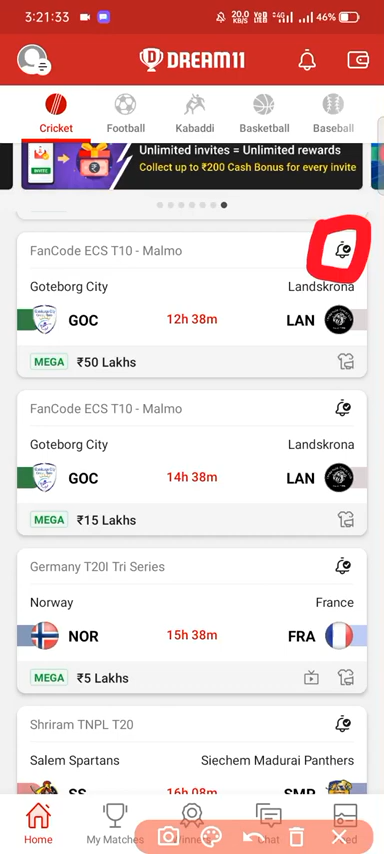 3:21:33
20.0 KB/S
46%
DREAM11
Cricket Football Kabaddi Basketball Baseball
INVITE
Unlimited invites = Unlimited rewards
Collect up to ₹200 Cash Bonus for every invite
FanCode ECS T10 - Malmo
Goteborg City Landskrona
GOC 12h 38m LAN
MEGA ₹50 Lakhs
FanCode ECS T10 - Malmo
Goteborg City Landskrona
GOC 14h 38m LAN
MEGA ₹15 Lakhs
Germany T20I Tri Series
Norway France
NOR 15h 38m FRA
MEGA ₹5 Lakhs
Shriram TNPL T20
Salem Spartans Siechem Madurai Panthers
SS 16h 08m SMP
Home My Matches Chat